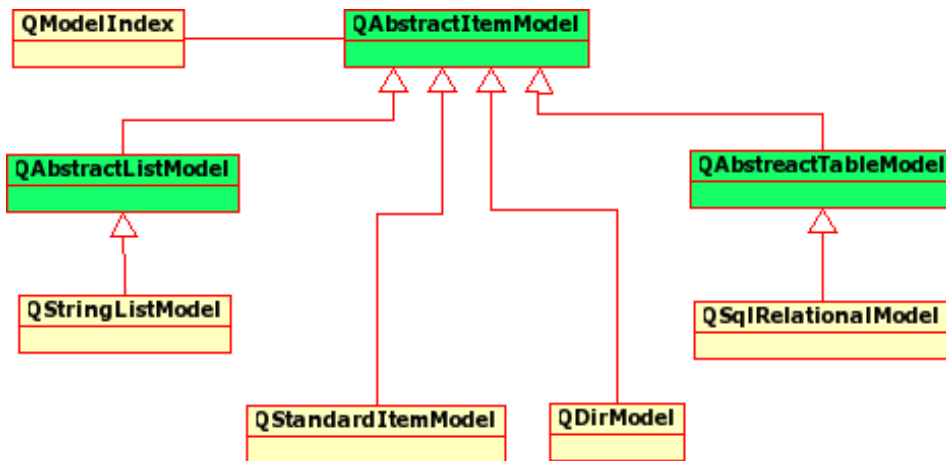 QModelIndex
QAbstractItemModel
QAbstractListModel
QAbstreactTableModel
QStringListModel
QSqlRelationalModel
QStandardItemModel
QDirModel